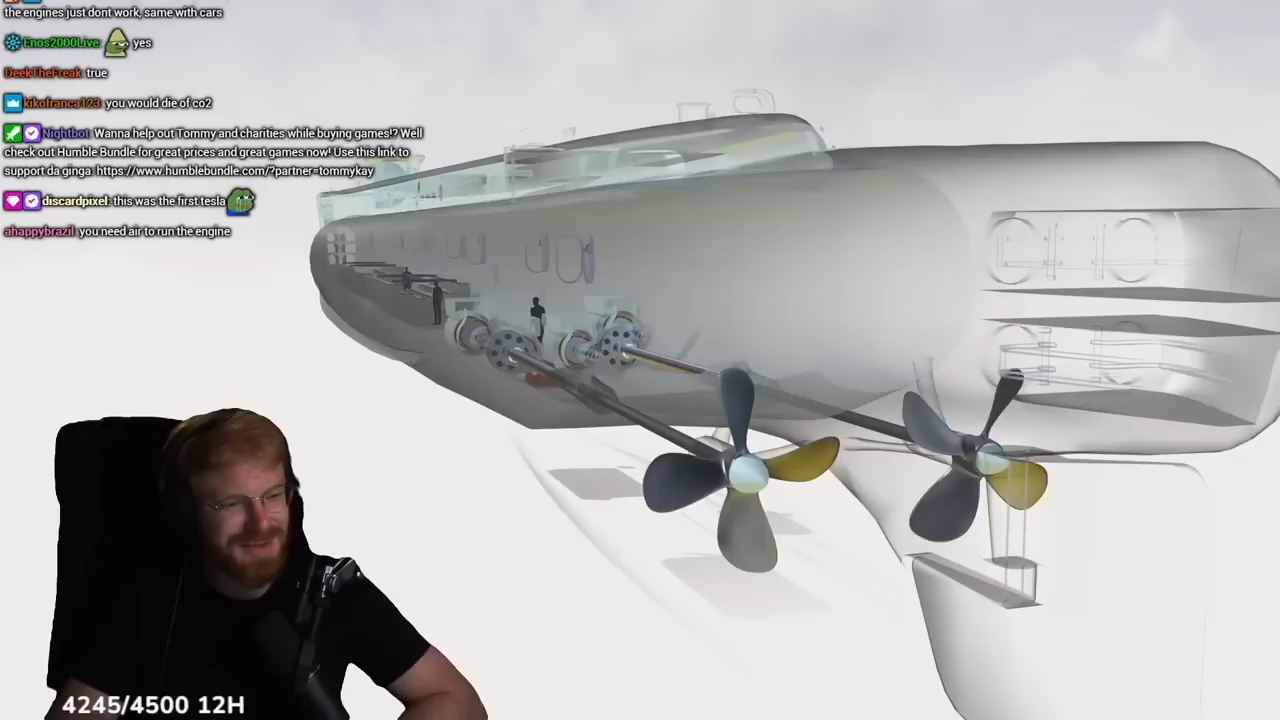 the engines just dont work, same with cars
Enos2000Live yes
DeekTheFreak true
kikofranca123 you would die of co2
Nightbot Wanna help out Tommy and charities while buying games!? Well
check out Humble Bundle for great prices and great games now! Use this link to
support da ginga: https://www.humblebundle.com/?partner=tommykay
discardpixel: this was the first tesla
ahappybrazil you need air to run the engine
4245/4500 12H